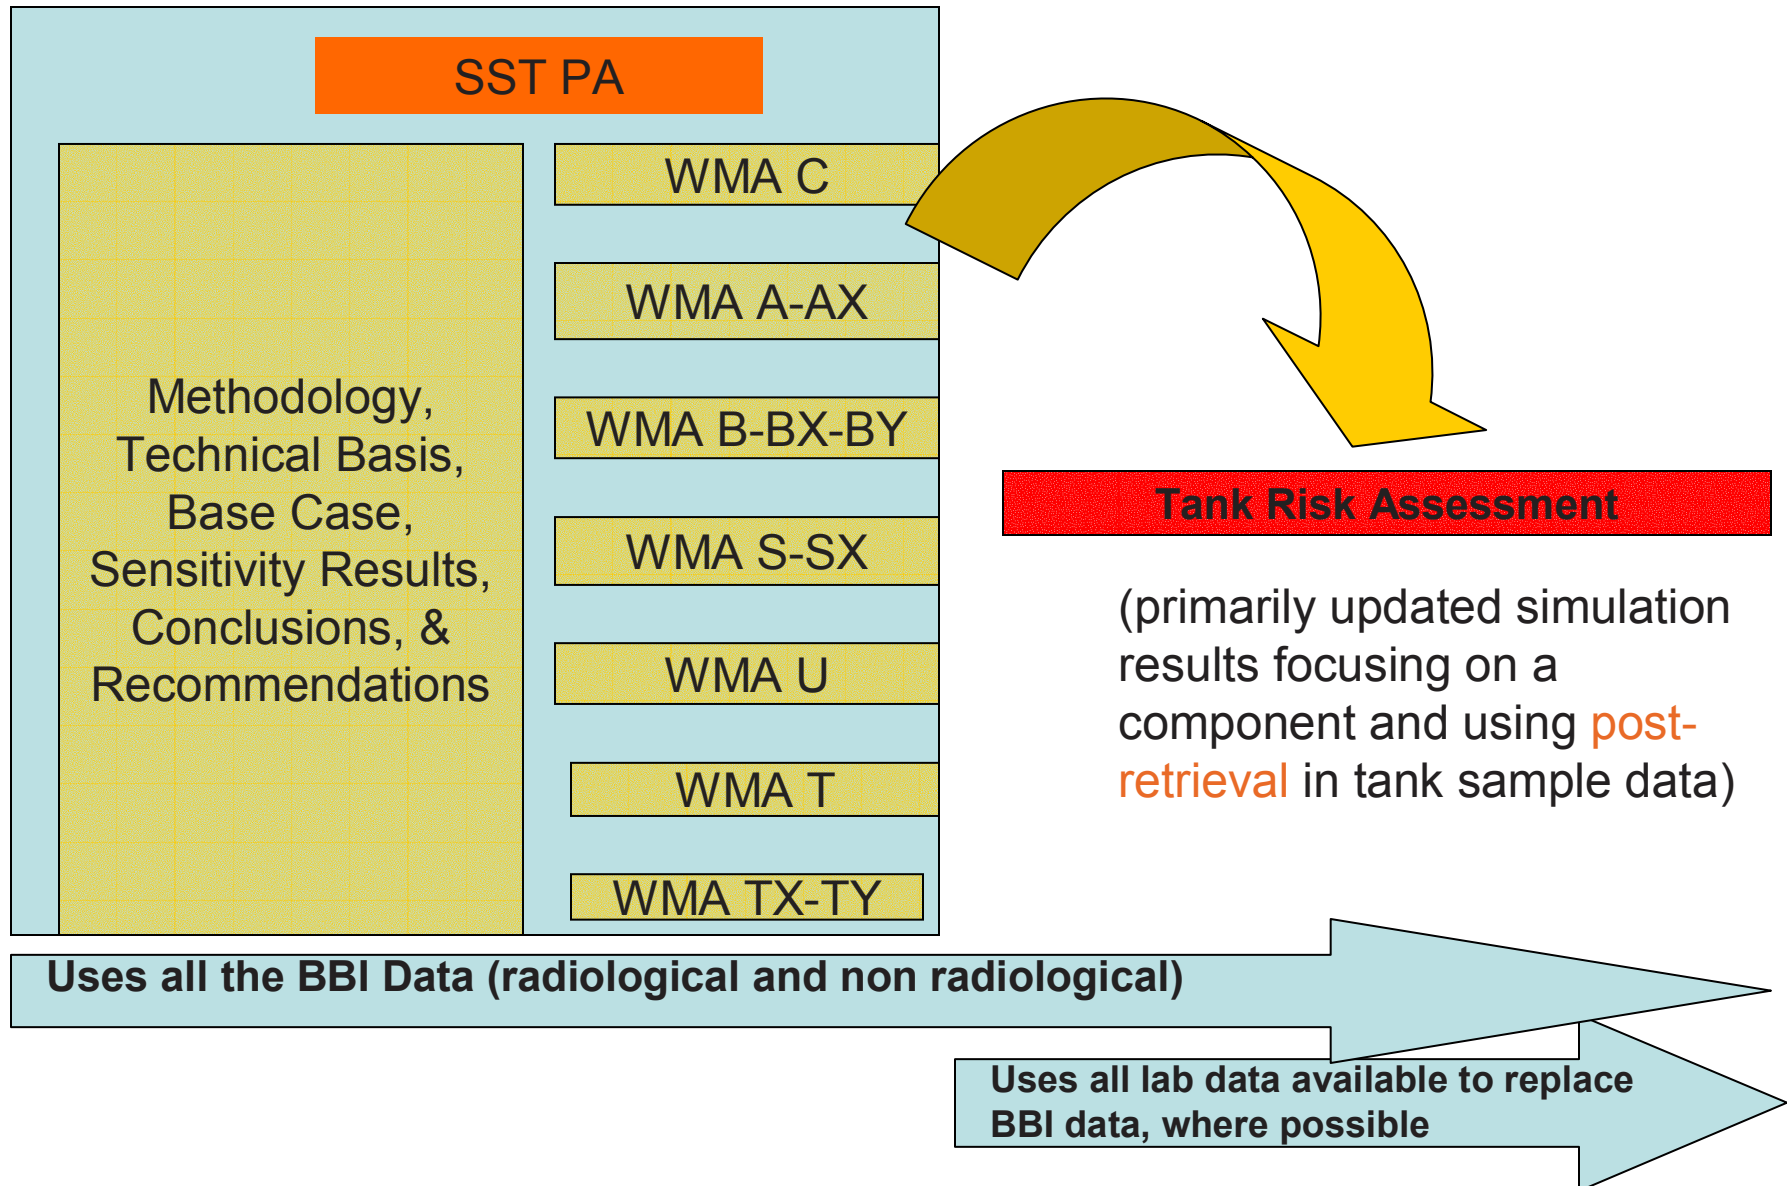 SST PA
Methodology,
Technical Basis,
Base Case,
Sensitivity Results,
Conclusions, &
Recommendations
WMA C
WMA A-AX
WMA B-BX-BY
WMA S-SX
WMA U
WMA T
WMA TX-TY
Tank Risk Assessment
(primarily updated simulation
results focusing on a
component and using post-
retrieval in tank sample data)
Uses all the BBI Data (radiological and non radiological)
Uses all lab data available to replace
BBI data, where possible